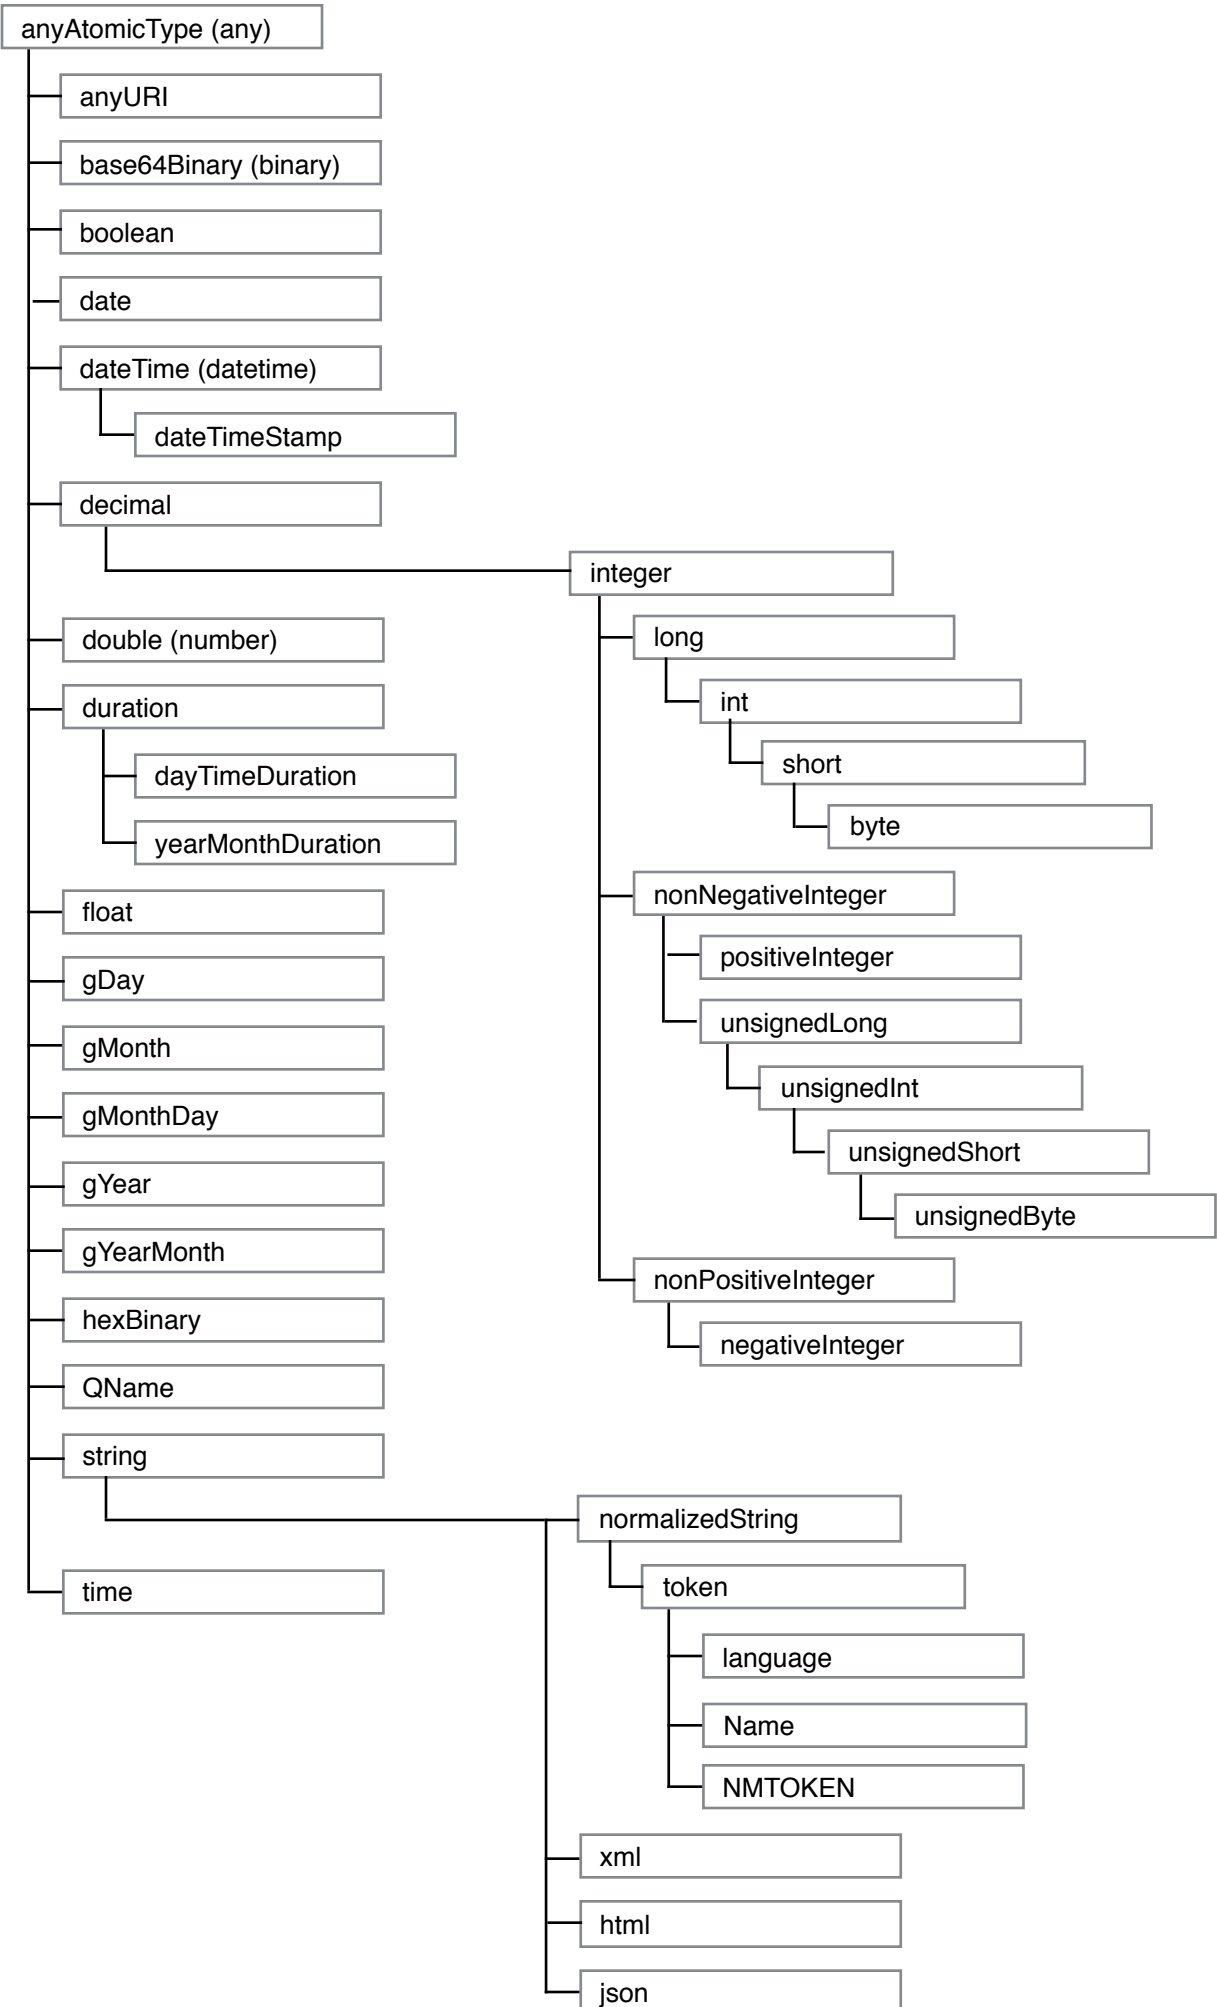 anyAtomicType (any)
anyURI
base64Binary (binary)
boolean
date
dateTime (datetime)
dateTimeStamp
decimal
integer
double (number)
long
duration
int
dayTimeDuration
short
yearMonthDuration
byte
float
nonNegativeInteger
gDay
positiveInteger
gMonth
unsignedLong
gMonthDay
unsignedInt
gYear
unsignedShort
gYearMonth
unsignedByte
hexBinary
nonPositiveInteger
QName
negativeInteger
string
normalizedString
time
token
language
Name
NMTOKEN
xml
html
json